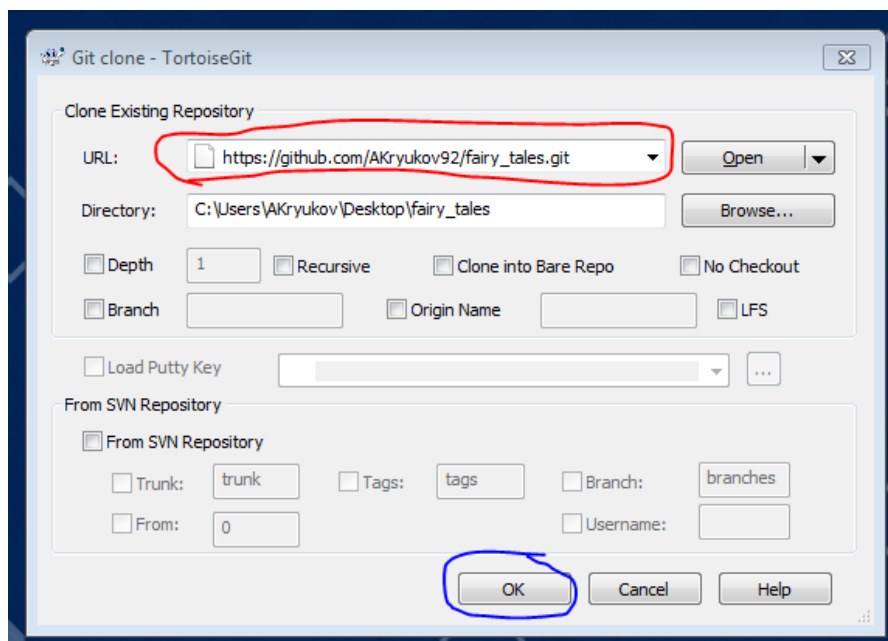 Git clone - TortoiseGit
Clone Existing Repository
URL: https://github.com/AKryukov92/fairy_tales.git Open
Directory: C:\Users\AKryukov\Desktop\fairy_tales Browse...
Depth 1 Recursive Clone into Bare Repo No Checkout
Branch Origin Name LFS
Load Putty Key ...
From SVN Repository
From SVN Repository
Trunk: trunk Tags: tags Branch: branches
From: 0 Username:
OK Cancel Help